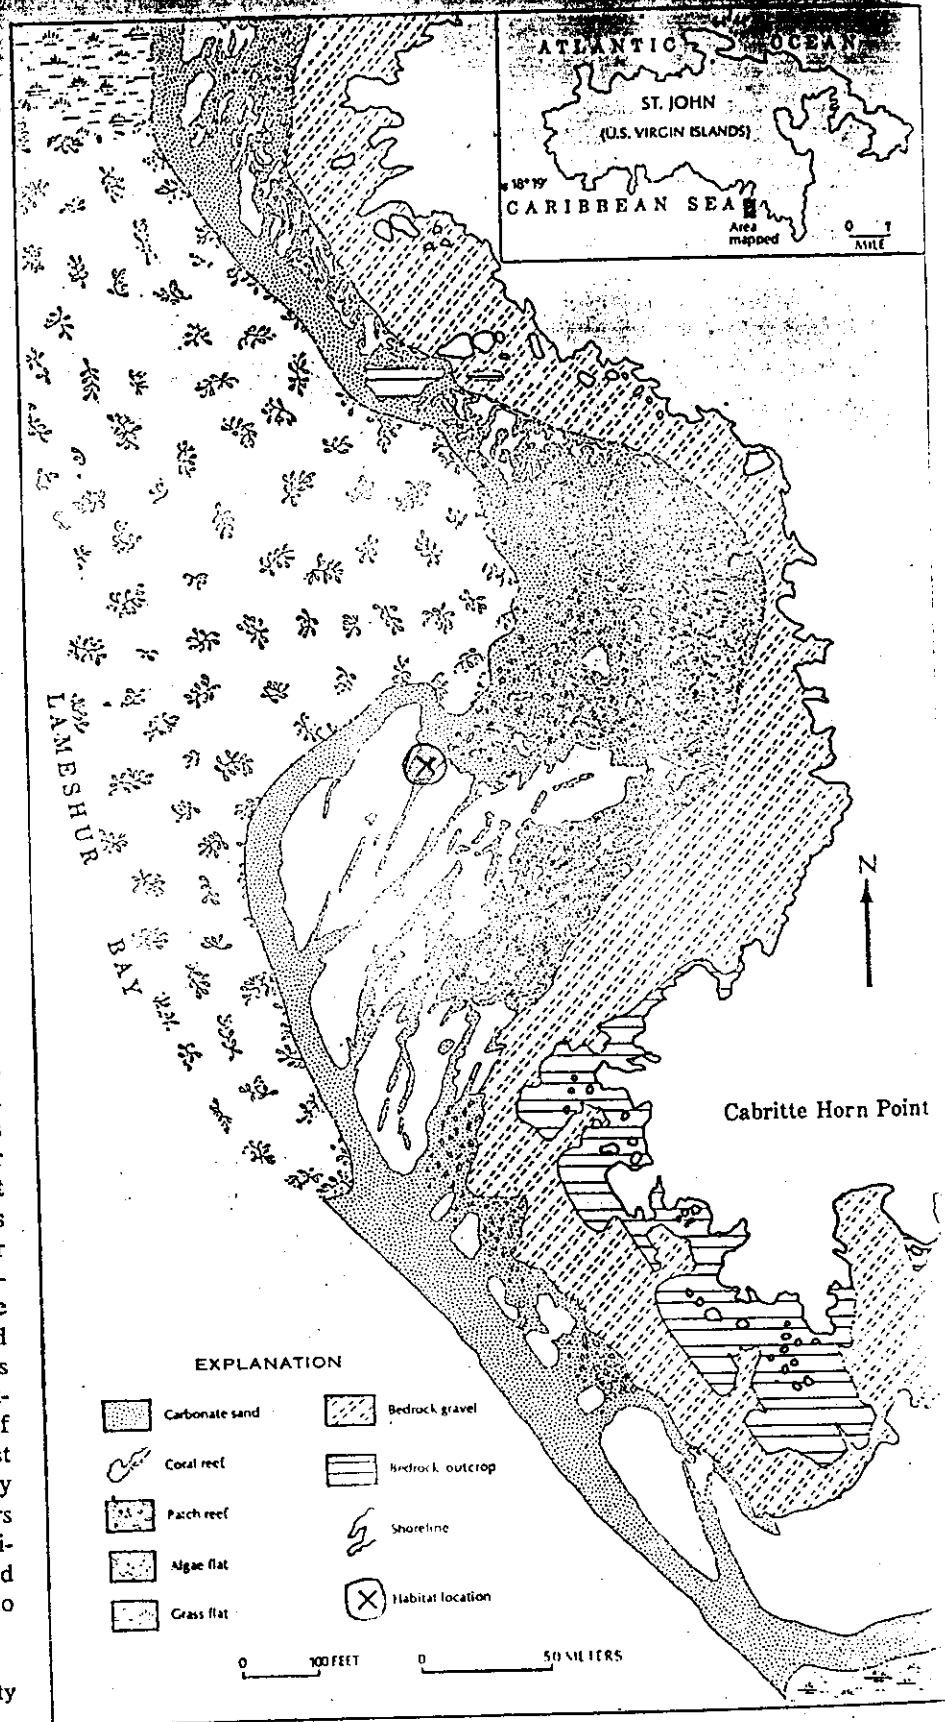 ATLANTIC OCEAN
ST. JOHN
(U.S. VIRGIN ISLANDS)
18°19'
CARIBBEAN SEA
Area
mapped
0 1
MILE
LAMESHUR
BAY
N
Cabritte Horn Point
EXPLANATION
Carbonate sand
Coral reef
Patch reef
Algae flat
Grass flat
Bedrock gravel
Bedrock outcrop
Shoreline
Habitat location
0 100 FEET
0 50 METERS